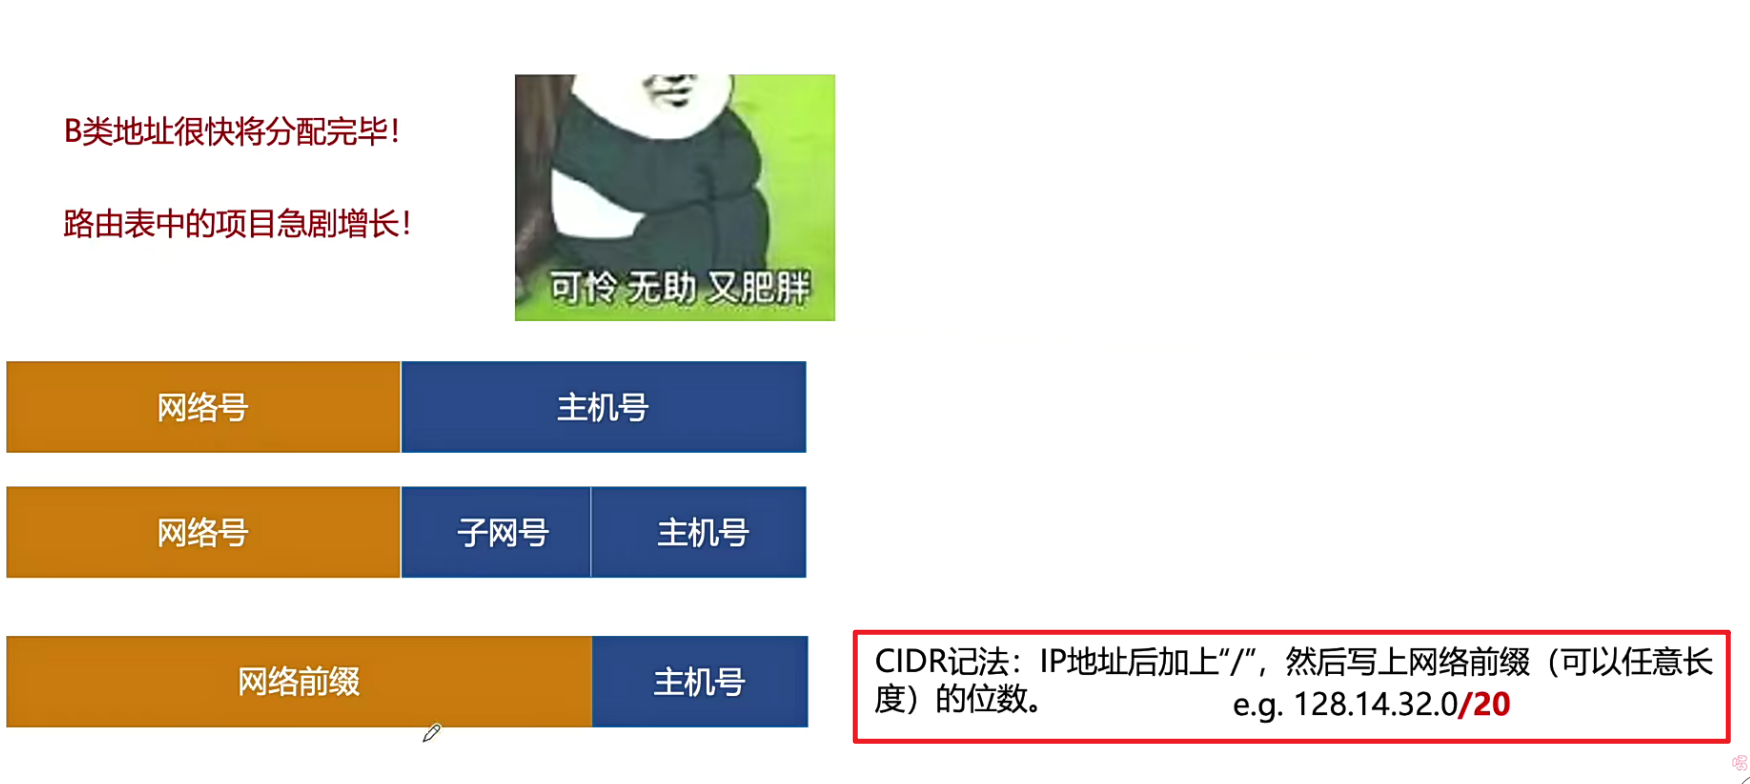 B类地址很快将分配完毕！
路由表中的项目急剧增长！
可怜 无助 又肥胖
网络号
主机号
网络号
子网号
主机号
网络前缀
主机号
CIDR记法：IP地址后加上“/”，然后写上网络前缀（可以任意长
度）的位数。
e.g. 128.14.32.0/20